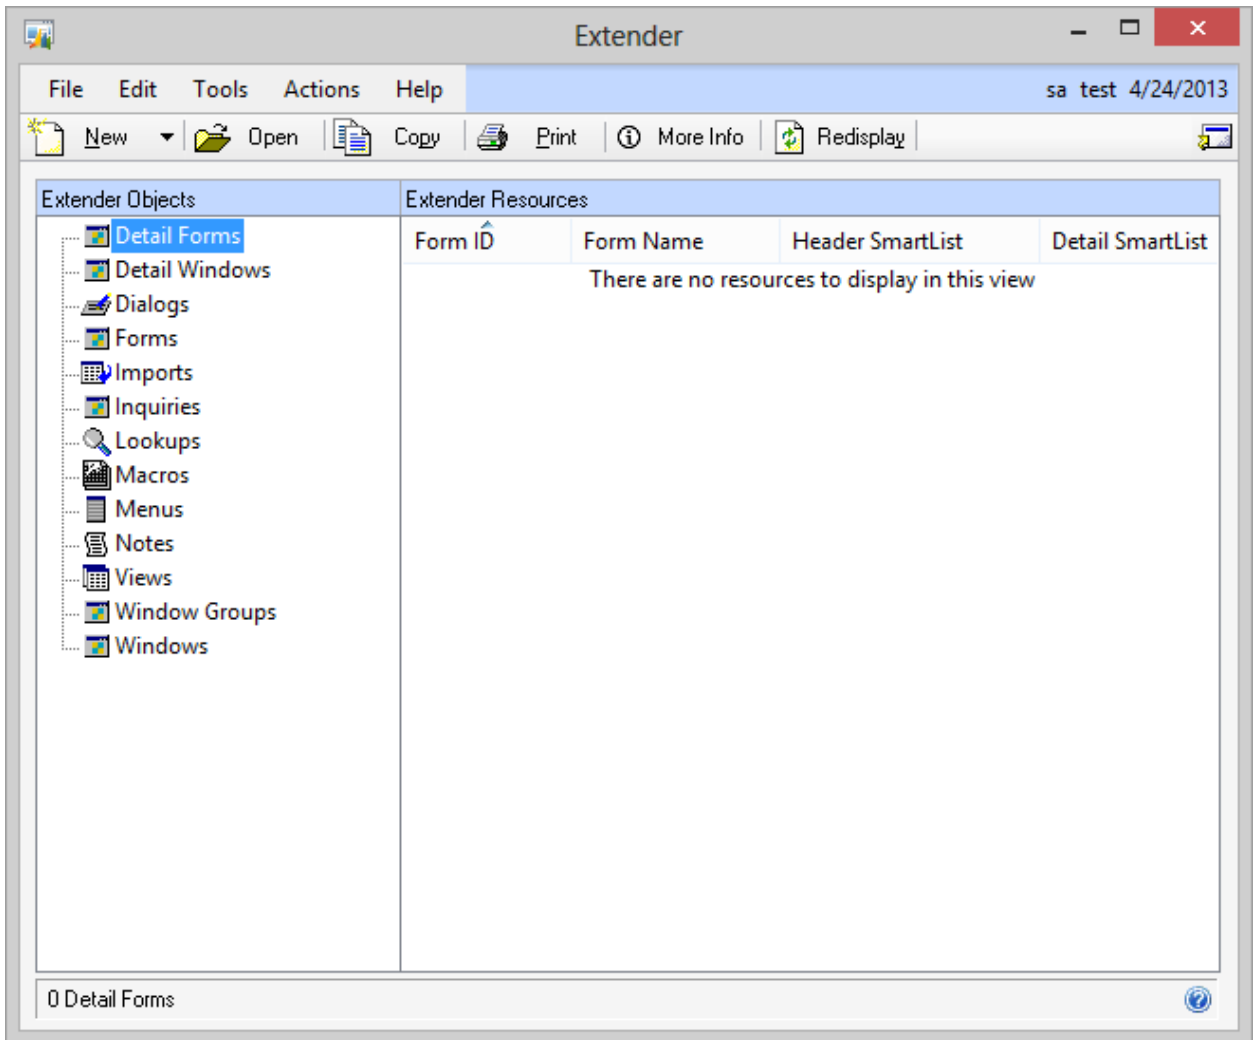 Extender
File Edit Tools Actions Help sa test 4/24/2013
New Open Copy Print More Info Redisplay
Extender Objects
Detail Forms
Detail Windows
Dialogs
Forms
Imports
Inquiries
Lookups
Macros
Menus
Notes
Views
Window Groups
Windows
Extender Resources
Form ID Form Name Header SmartList Detail SmartList
There are no resources to display in this view
0 Detail Forms